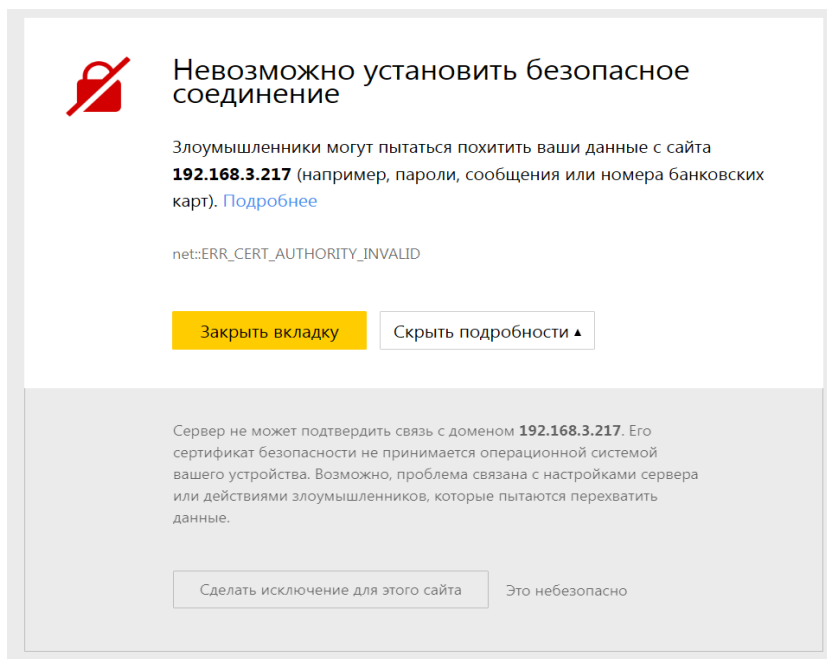 Невозможно установить безопасное
соединение
Злоумышленники могут пытаться похитить ваши данные с сайта
192.168.3.217 (например, пароли, сообщения или номера банковских
карт). Подробнее
net::ERR_CERT_AUTHORITY_INVALID
Закрыть вкладку Скрыть подробности ▴
Сервер не может подтвердить связь с доменом 192.168.3.217. Его
сертификат безопасности не принимается операционной системой
вашего устройства. Возможно, проблема связана с настройками сервера
или действиями злоумышленников, которые пытаются перехватить
данные.
Сделать исключение для этого сайта Это небезопасно